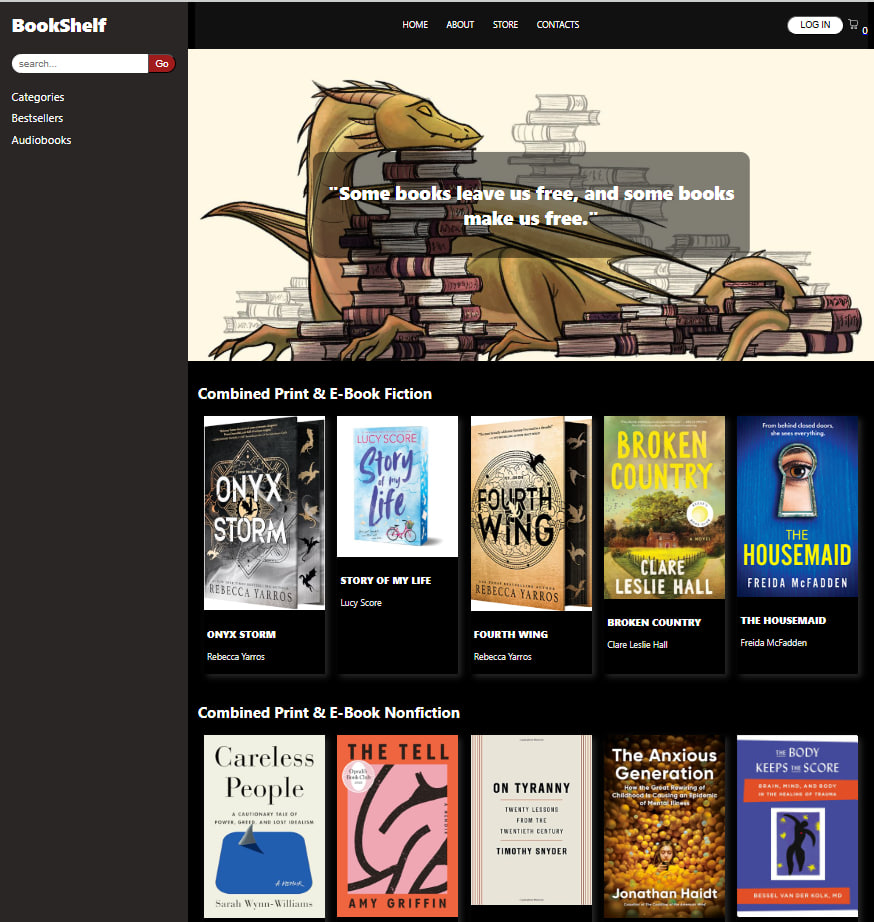 BookShelf
HOME ABOUT STORE CONTACTS
LOG IN
0
search...
Go
Categories
Bestsellers
Audiobooks
"Some books leave us free, and some books
make us free."
Combined Print & E-Book Fiction
ONYX
STORM
REBECCA YARROS
LUCY SCORE
Story
of my
Life
FOURTH
WING
REBECCA YARROS
BROKEN
COUNTRY
A NOVEL
CLARE
LESLIE HALL
From behind closed doors,
she sees everything.
THE
HOUSEMAID
FREIDA McFADDEN
ONYX STORM
Rebecca Yarros
STORY OF MY LIFE
Lucy Score
FOURTH WING
Rebecca Yarros
BROKEN COUNTRY
Clare Leslie Hall
THE HOUSEMAID
Freida McFadden
Combined Print & E-Book Nonfiction
Careless
People
A CAUTIONARY TALE OF
POWER, GREED, AND LOST IDEALISM
A MEMOIR
Sarah Wynn-Williams
THE TELL
Oprah's
Book Club
A MEMOIR
AMY GRIFFIN
ON TYRANNY
TWENTY LESSONS
FROM THE
TWENTIETH CENTURY
TIMOTHY SNYDER
The Anxious
Generation
How the Great Rewiring of
Childhood Is Causing an Epidemic
of Mental Illness
Jonathan Haidt
THE BODY
KEEPS THE SCORE
BRAIN, MIND, AND BODY
IN THE HEALING OF TRAUMA
BESSEL VAN DER KOLK, MD